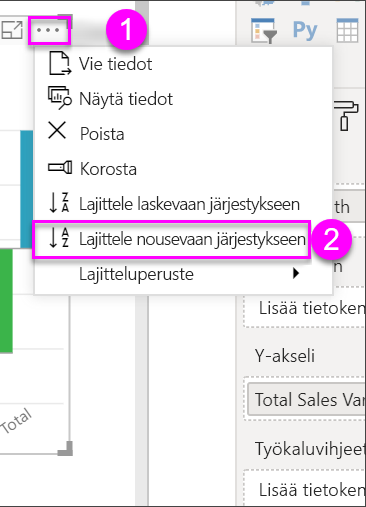 1
Py
Vie tiedot
Näytä tiedot
Poista
Korosta
Z
A
Lajittele laskevaan järjestykseen
A
Z
Lajittele nousevaan järjestykseen
2
Lajitteluperuste
th
n
Lisää tietoken
Y-akseli
Total Sales Var
Total
Työkaluvihjeet
Lisää tietoken